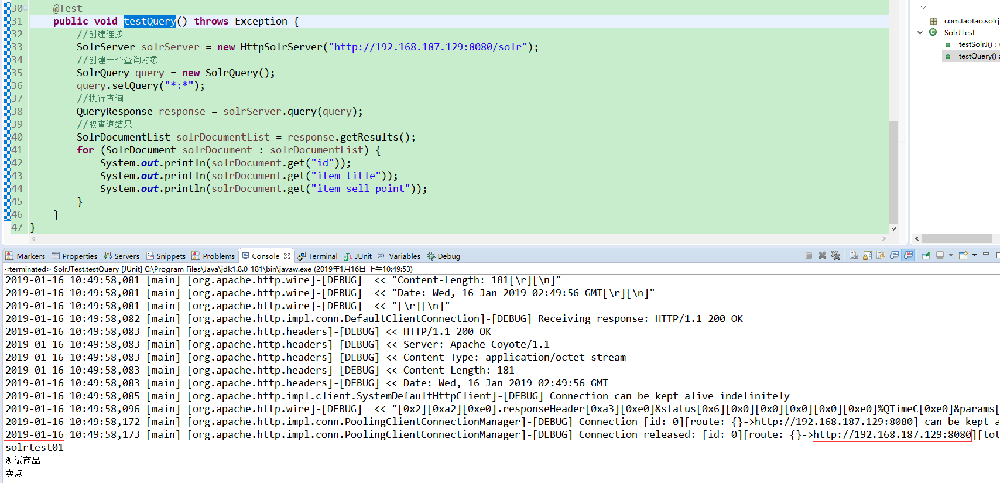 30 @Test
31 public void testQuery() throws Exception {
32 //创建连接
33 SolrServer solrServer = new HttpSolrServer("http://192.168.187.129:8080/solr");
34 //创建一个查询对象
35 SolrQuery query = new SolrQuery();
36 query.setQuery("*:*");
37 //执行查询
38 QueryResponse response = solrServer.query(query);
39 //取查询结果
40 SolrDocumentList solrDocumentList = response.getResults();
41 for (SolrDocument solrDocument : solrDocumentList) {
42 System.out.println(solrDocument.get("id"));
43 System.out.println(solrDocument.get("item_title"));
44 System.out.println(solrDocument.get("item_sell_point"));
45 }
46 }
47 }
com.taotao.solrj
SolrJTest
testSolrJ() :
testQuery() :
Markers Properties Servers Snippets Problems Console Terminal JUnit Variables Debug
<terminated> SolrJTest.testQuery [JUnit] C:\Program Files\Java\jdk1.8.0_181\bin\javaw.exe (2019年1月16日 上午10:49:53)
2019-01-16 10:49:58,081 [main] [org.apache.http.wire]-[DEBUG] << "Content-Length: 181[\r][\n]"
2019-01-16 10:49:58,081 [main] [org.apache.http.wire]-[DEBUG] << "Date: Wed, 16 Jan 2019 02:49:56 GMT[\r][\n]"
2019-01-16 10:49:58,081 [main] [org.apache.http.wire]-[DEBUG] << "[\r][\n]"
2019-01-16 10:49:58,082 [main] [org.apache.http.impl.conn.DefaultClientConnection]-[DEBUG] Receiving response: HTTP/1.1 200 OK
2019-01-16 10:49:58,083 [main] [org.apache.http.headers]-[DEBUG] << HTTP/1.1 200 OK
2019-01-16 10:49:58,083 [main] [org.apache.http.headers]-[DEBUG] << Server: Apache-Coyote/1.1
2019-01-16 10:49:58,083 [main] [org.apache.http.headers]-[DEBUG] << Content-Type: application/octet-stream
2019-01-16 10:49:58,083 [main] [org.apache.http.headers]-[DEBUG] << Content-Length: 181
2019-01-16 10:49:58,083 [main] [org.apache.http.headers]-[DEBUG] << Date: Wed, 16 Jan 2019 02:49:56 GMT
2019-01-16 10:49:58,085 [main] [org.apache.http.impl.client.SystemDefaultHttpClient]-[DEBUG] Connection can be kept alive indefinitely
2019-01-16 10:49:58,096 [main] [org.apache.http.wire]-[DEBUG] << "[0x2][0xa2][0xe0].responseHeader[0xa3][0xe0]&status[0x6][0x0][0x0][0x0][0x0][0xe0]%QTimeC[0xe0]&params[
2019-01-16 10:49:58,172 [main] [org.apache.http.impl.conn.PoolingClientConnectionManager]-[DEBUG] Connection [id: 0][route: {}->http://192.168.187.129:8080] can be kept a
2019-01-16 10:49:58,173 [main] [org.apache.http.impl.conn.PoolingClientConnectionManager]-[DEBUG] Connection released: [id: 0][route: {}->http://192.168.187.129:8080][tot
solrtest01
测试商品
卖点